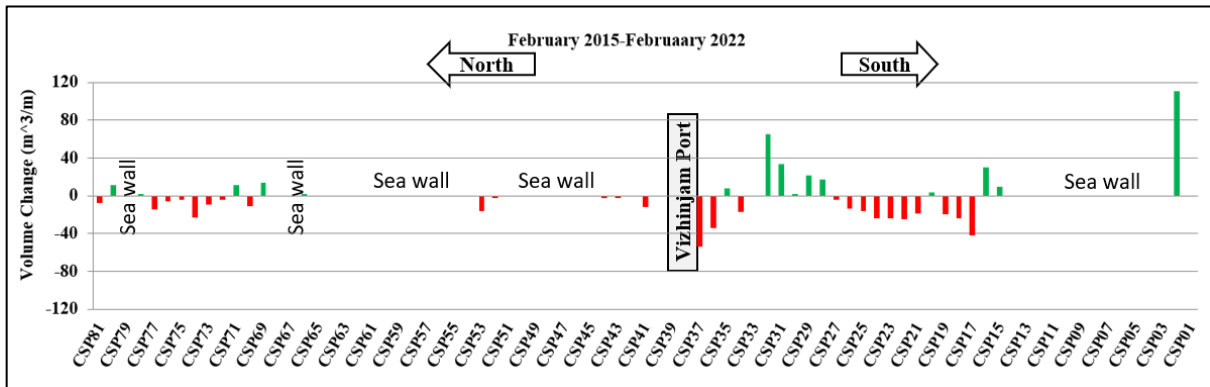 February 2015-Februaary 2022
North
South
Volume Change (m^3/m)
120
80
40
0
-40
-80
-120
Sea wall
Sea wall
Sea wall
Sea wall
Vizhinjam Port
Sea wall
CSP81
CSP79
CSP77
CSP75
CSP73
CSP71
CSP69
CSP67
CSP65
CSP63
CSP61
CSP59
CSP57
CSP55
CSP53
CSP51
CSP49
CSP47
CSP45
CSP43
CSP41
CSP39
CSP37
CSP35
CSP33
CSP31
CSP29
CSP27
CSP25
CSP23
CSP21
CSP19
CSP17
CSP15
CSP13
CSP11
CSP09
CSP07
CSP05
CSP03
CSP01